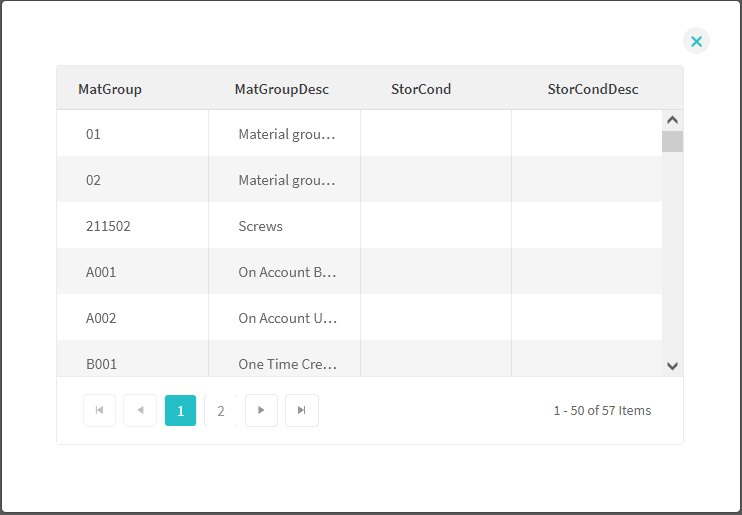 MatGroup MatGroupDesc StorCond StorCondDesc
01 Material grou...
02 Material grou...
211502 Screws
A001 On Account B...
A002 On Account U...
B001 One Time Cre...
1 2 1 - 50 of 57 Items